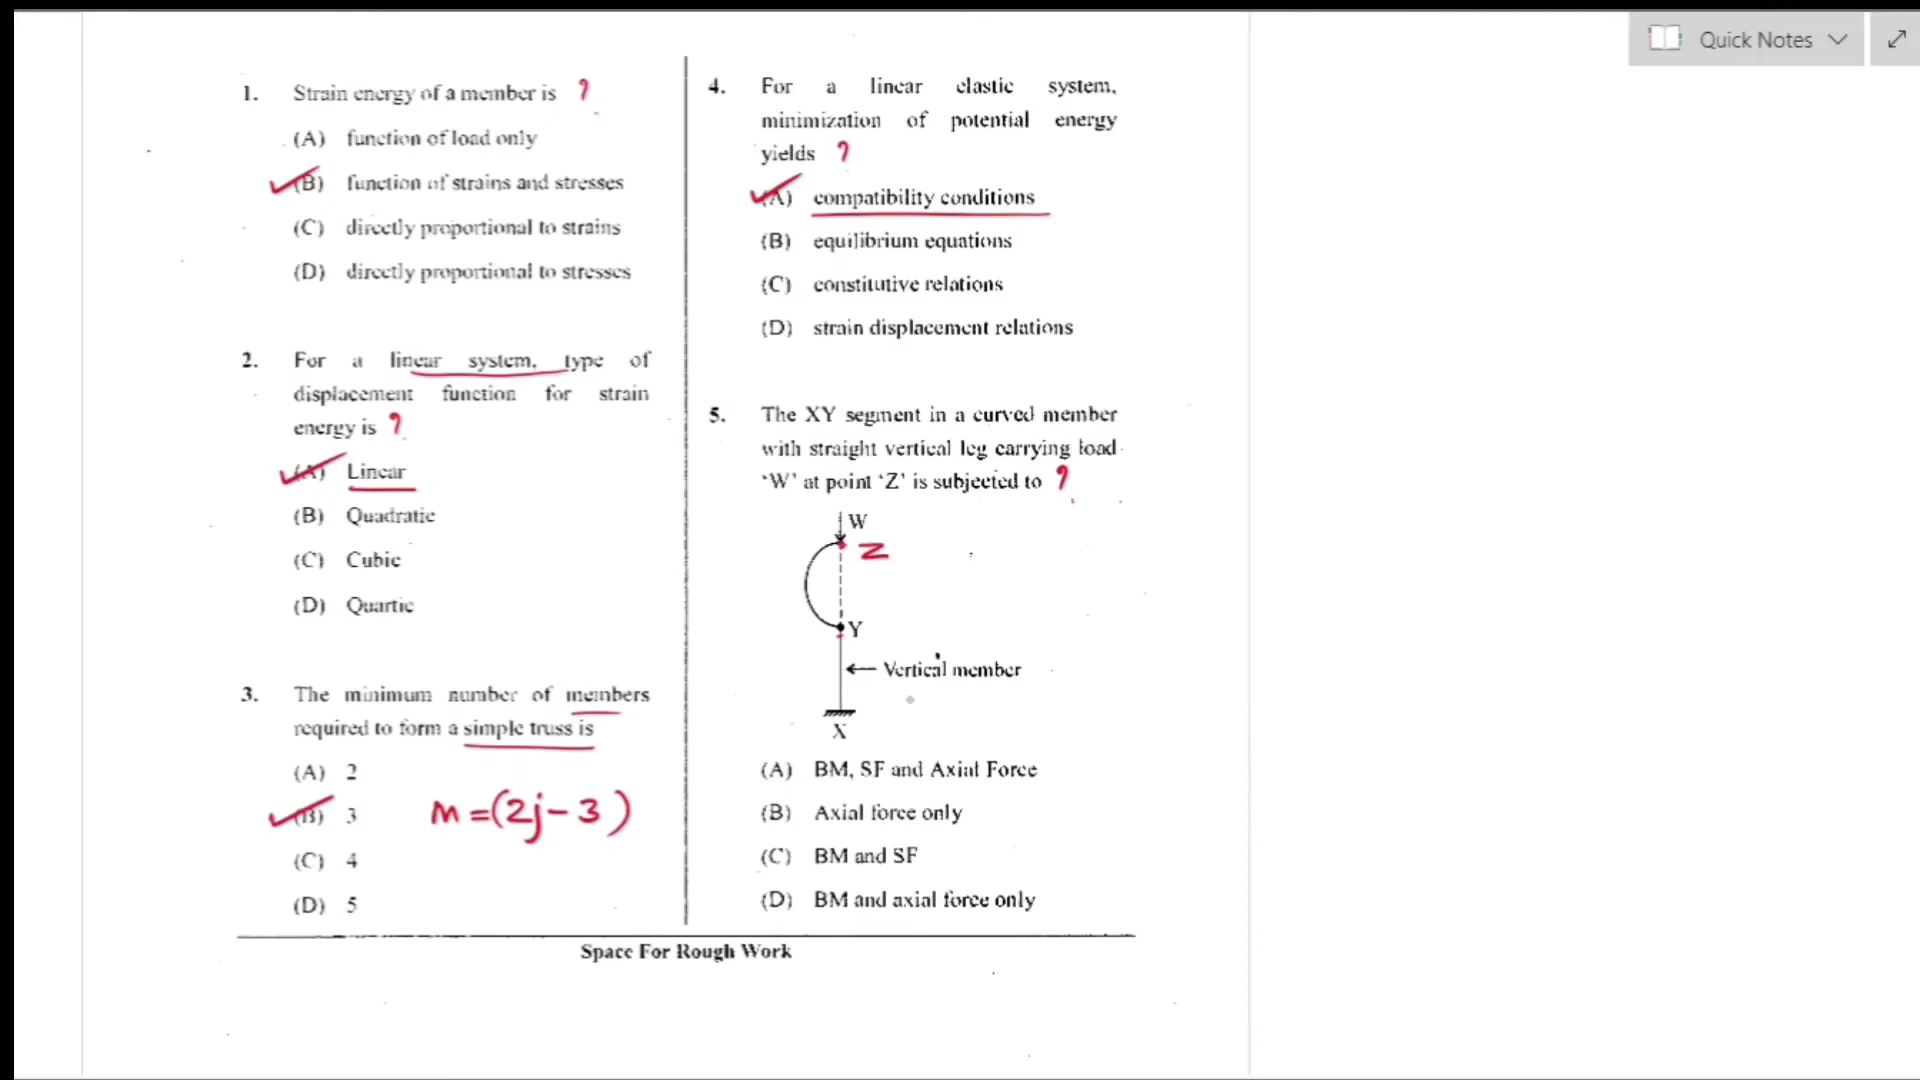 Quick Notes
1. Strain energy of a member is ?
(A) function of load only
(B) function of strains and stresses
(C) directly proportional to strains
(D) directly proportional to stresses
2. For a linear system, type of
displacement function for strain
energy is ?
(A) Linear
(B) Quadratic
(C) Cubic
(D) Quartic
3. The minimum number of members
required to form a simple truss is
(A) 2
(B) 3 m = (2j - 3)
(C) 4
(D) 5
4. For a linear elastic system,
minimization of potential energy
yields ?
(A) compatibility conditions
(B) equilibrium equations
(C) constitutive relations
(D) strain displacement relations
5. The XY segment in a curved member
with straight vertical leg carrying load
'W' at point 'Z' is subjected to ?
W
Z
Y
Vertical member
X
(A) BM, SF and Axial Force
(B) Axial force only
(C) BM and SF
(D) BM and axial force only
Space For Rough Work